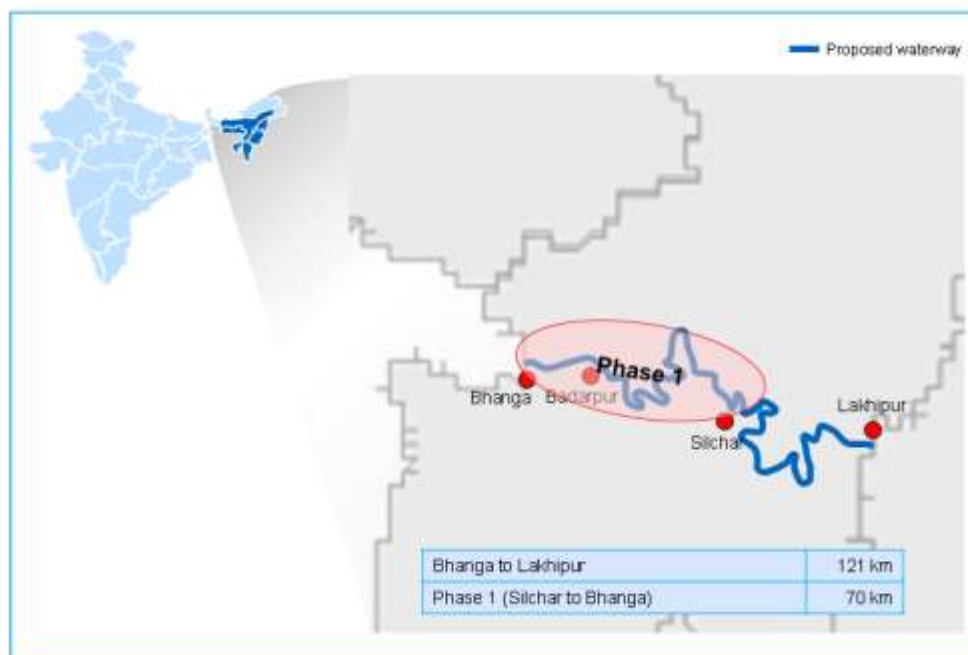 Proposed waterway
Phase 1
Bhanga
Badarpur
Lakhipur
Silchar
Bhanga to Lakhipur 121 km
Phase 1 (Silchar to Bhanga) 70 km